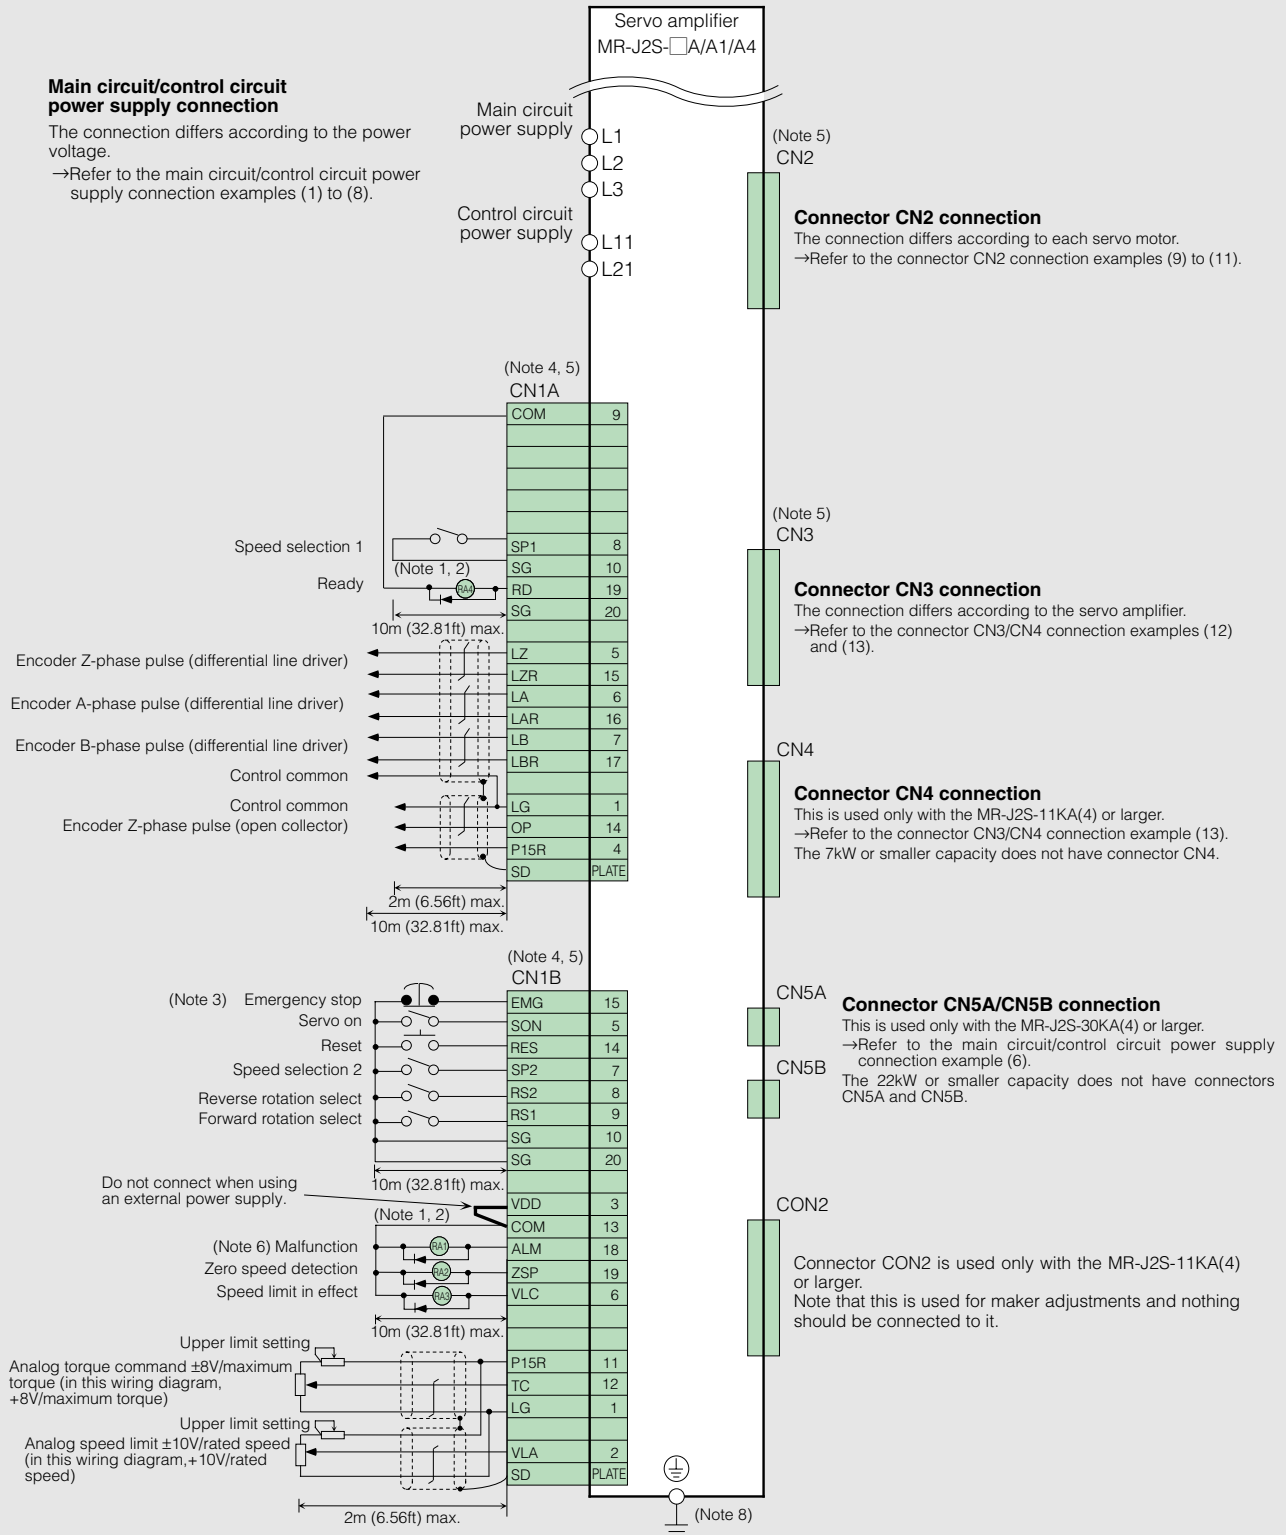 Servo amplifier
MR-J2S-□A/A1/A4
Main circuit/control circuit
power supply connection
The connection differs according to the power
voltage.
→Refer to the main circuit/control circuit power
supply connection examples (1) to (8).
Main circuit
power supply
L1
L2
L3
Control circuit
power supply
L11
L21
(Note 5)
CN2
Connector CN2 connection
The connection differs according to each servo motor.
→Refer to the connector CN2 connection examples (9) to (11).
(Note 4, 5)
CN1A
COM 9
Speed selection 1
SP1 8
(Note 1, 2)
SG 10
Ready
RA4
RD 19
SG 20
10m (32.81ft) max.
Encoder Z-phase pulse (differential line driver)
LZ 5
LZR 15
Encoder A-phase pulse (differential line driver)
LA 6
LAR 16
Encoder B-phase pulse (differential line driver)
LB 7
LBR 17
Control common
Control common
LG 1
Encoder Z-phase pulse (open collector)
OP 14
P15R 4
SD PLATE
2m (6.56ft) max.
10m (32.81ft) max.
(Note 5)
CN3
Connector CN3 connection
The connection differs according to the servo amplifier.
→Refer to the connector CN3/CN4 connection examples (12)
and (13).
CN4
Connector CN4 connection
This is used only with the MR-J2S-11KA(4) or larger.
→Refer to the connector CN3/CN4 connection example (13).
The 7kW or smaller capacity does not have connector CN4.
(Note 4, 5)
CN1B
(Note 3) Emergency stop
EMG 15
Servo on
SON 5
Reset
RES 14
Speed selection 2
SP2 7
Reverse rotation select
RS2 8
Forward rotation select
RS1 9
SG 10
SG 20
10m (32.81ft) max.
Do not connect when using
an external power supply.
VDD 3
(Note 1, 2)
COM 13
(Note 6) Malfunction
RA1
ALM 18
Zero speed detection
RA2
ZSP 19
Speed limit in effect
RA3
VLC 6
10m (32.81ft) max.
Upper limit setting
P15R 11
Analog torque command ±8V/maximum
torque (in this wiring diagram,
+8V/maximum torque)
TC 12
LG 1
Upper limit setting
Analog speed limit ±10V/rated speed
(in this wiring diagram,+10V/rated
speed)
VLA 2
SD PLATE
2m (6.56ft) max.
(Note 8)
CN5A
CN5B
Connector CN5A/CN5B connection
This is used only with the MR-J2S-30KA(4) or larger.
→Refer to the main circuit/control circuit power supply
connection example (6).
The 22kW or smaller capacity does not have connectors
CN5A and CN5B.
CON2
Connector CON2 is used only with the MR-J2S-11KA(4)
or larger.
Note that this is used for maker adjustments and nothing
should be connected to it.